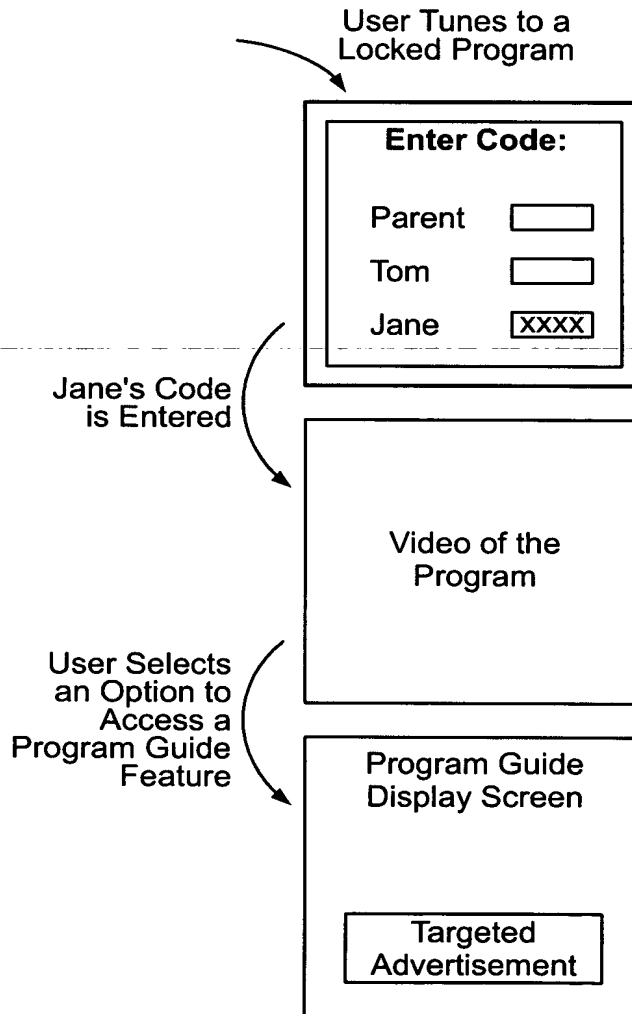 User Tunes to a
Locked Program
Enter Code:
Parent
Tom
Jane XXXX
Jane's Code
is Entered
Video of the
Program
User Selects
an Option to
Access a
Program Guide
Feature
Program Guide
Display Screen
Targeted
Advertisement